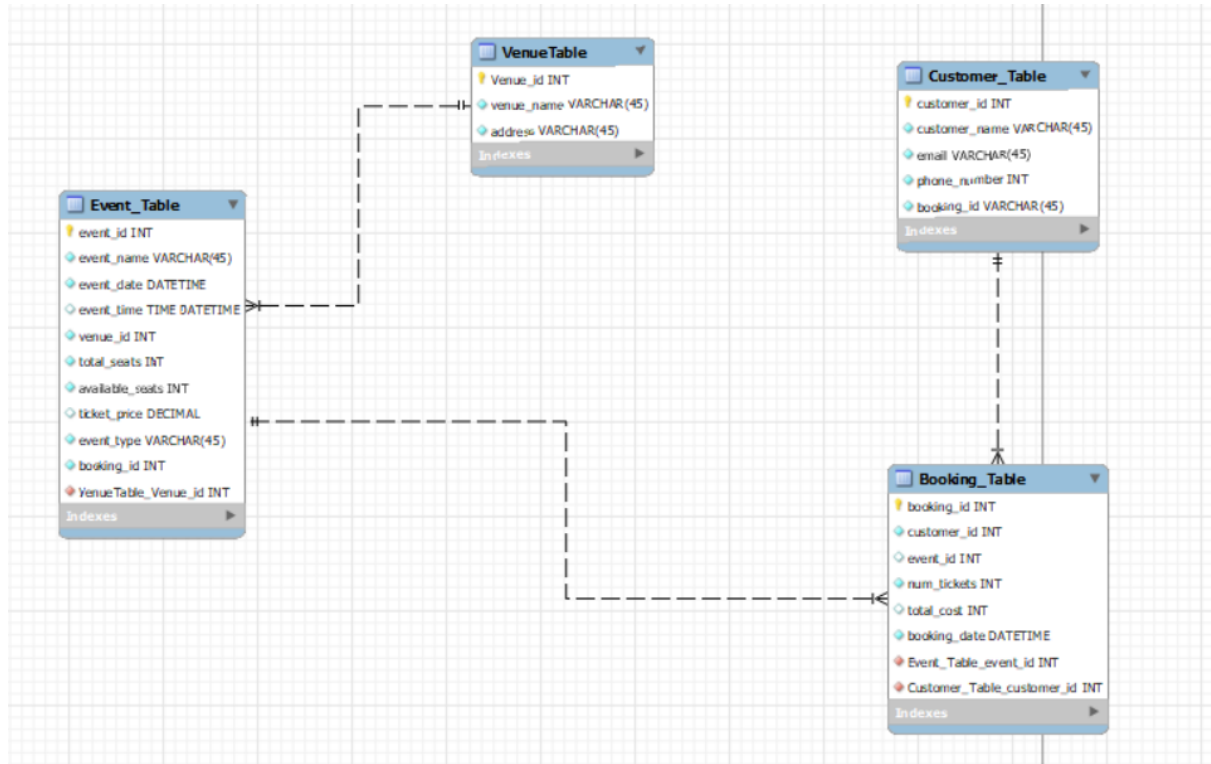 VenueTable
Venue_id INT
venue_name VARCHAR(45)
address VARCHAR(45)
Indexes
Customer_Table
customer_id INT
customer_name VARCHAR(45)
email VARCHAR(45)
phone_number INT
booking_id VARCHAR(45)
Indexes
Event_Table
event_id INT
event_name VARCHAR(45)
event_date DATETIME
event_time TIME DATETIME
venue_id INT
total_seats INT
available_seats INT
ticket_price DECIMAL
event_type VARCHAR(45)
booking_id INT
VenueTable_Venue_id INT
Indexes
Booking_Table
booking_id INT
customer_id INT
event_id INT
num_tickets INT
total_cost INT
booking_date DATETIME
Event_Table_event_id INT
Customer_Table_customer_id INT
Indexes